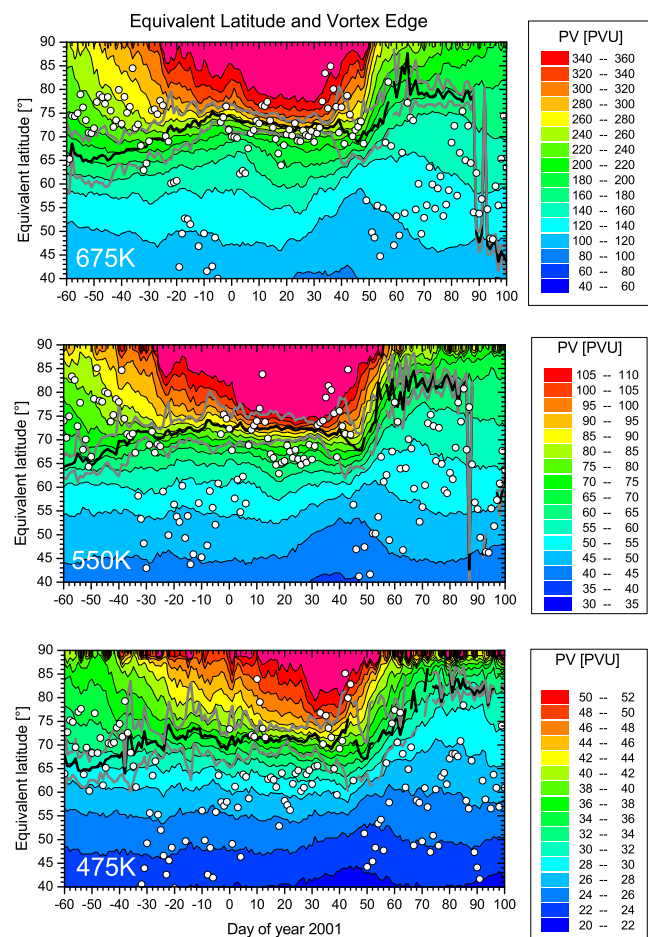 Equivalent Latitude and Vortex Edge
90
85
80
75
70
65
60
55
50
45
40
Equivalent latitude [°]
675K
-60 -50 -40 -30 -20 -10 0 10 20 30 40 50 60 70 80 90 100
PV [PVU]
340 -- 360
320 -- 340
300 -- 320
280 -- 300
260 -- 280
240 -- 260
220 -- 240
200 -- 220
180 -- 200
160 -- 180
140 -- 160
120 -- 140
100 -- 120
80 -- 100
60 -- 80
40 -- 60
90
85
80
75
70
65
60
55
50
45
40
Equivalent latitude [°]
550K
-60 -50 -40 -30 -20 -10 0 10 20 30 40 50 60 70 80 90 100
PV [PVU]
105 -- 110
100 -- 105
95 -- 100
90 -- 95
85 -- 90
80 -- 85
75 -- 80
70 -- 75
65 -- 70
60 -- 65
55 -- 60
50 -- 55
45 -- 50
40 -- 45
35 -- 40
30 -- 35
90
85
80
75
70
65
60
55
50
45
40
Equivalent latitude [°]
475K
-60 -50 -40 -30 -20 -10 0 10 20 30 40 50 60 70 80 90 100
Day of year 2001
PV [PVU]
50 -- 52
48 -- 50
46 -- 48
44 -- 46
42 -- 44
40 -- 42
38 -- 40
36 -- 38
34 -- 36
32 -- 34
30 -- 32
28 -- 30
26 -- 28
24 -- 26
22 -- 24
20 -- 22